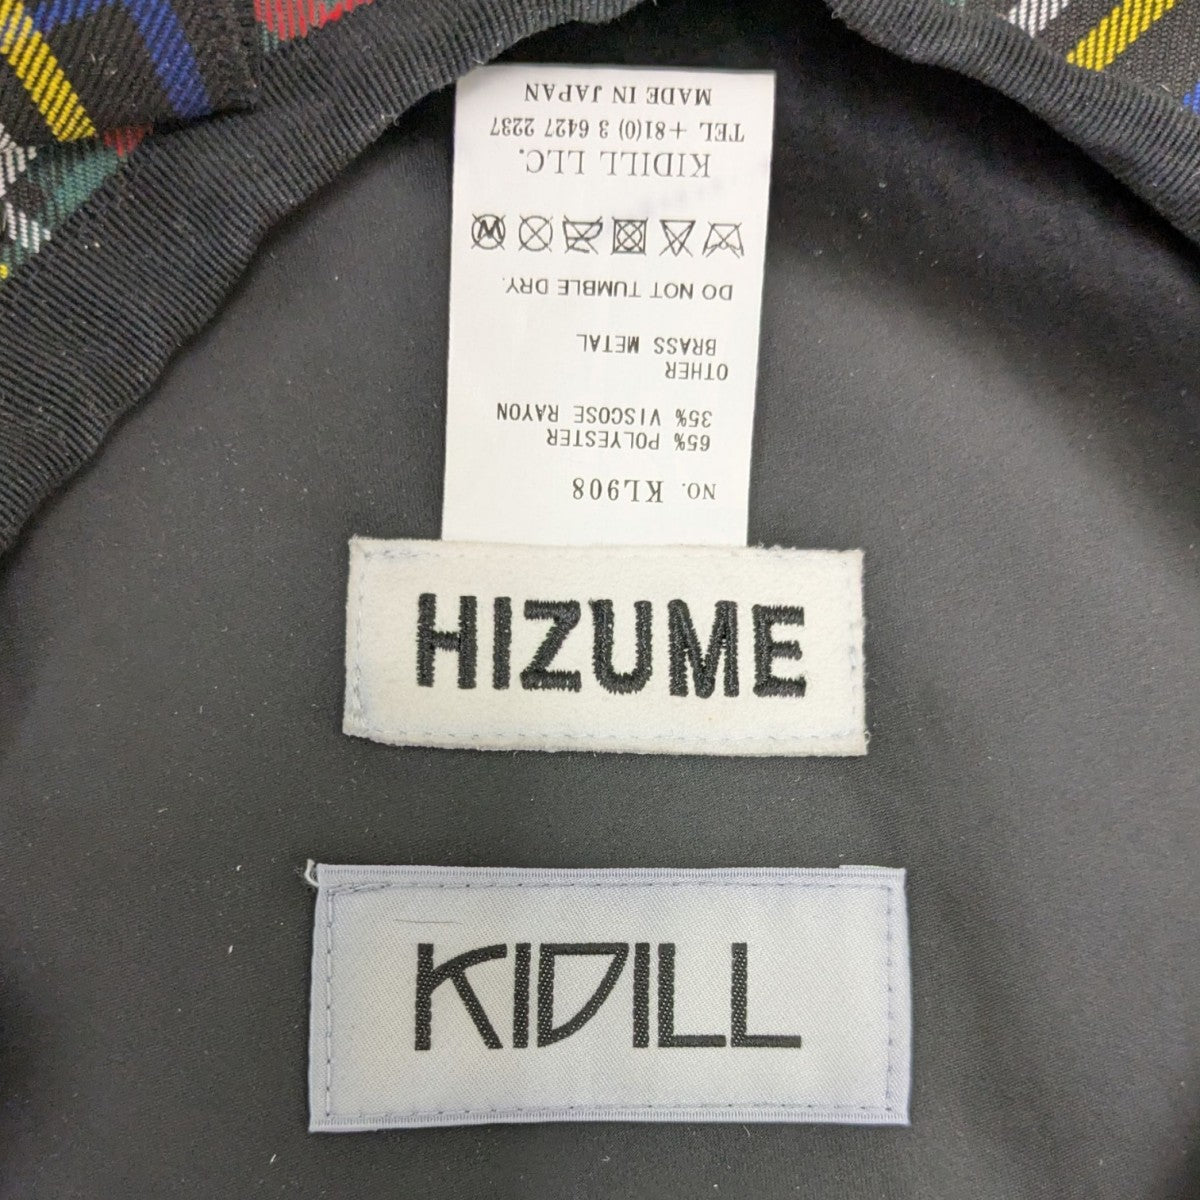 NO. KL908
65% POLYESTER
35% VISCOSE RAYON
OTHER
BRASS METAL
DO NOT TUMBLE DRY.
KIDILL LLC.
TEL +81(0) 3 6427 2237
MADE IN JAPAN
HIZUME
KIDILL